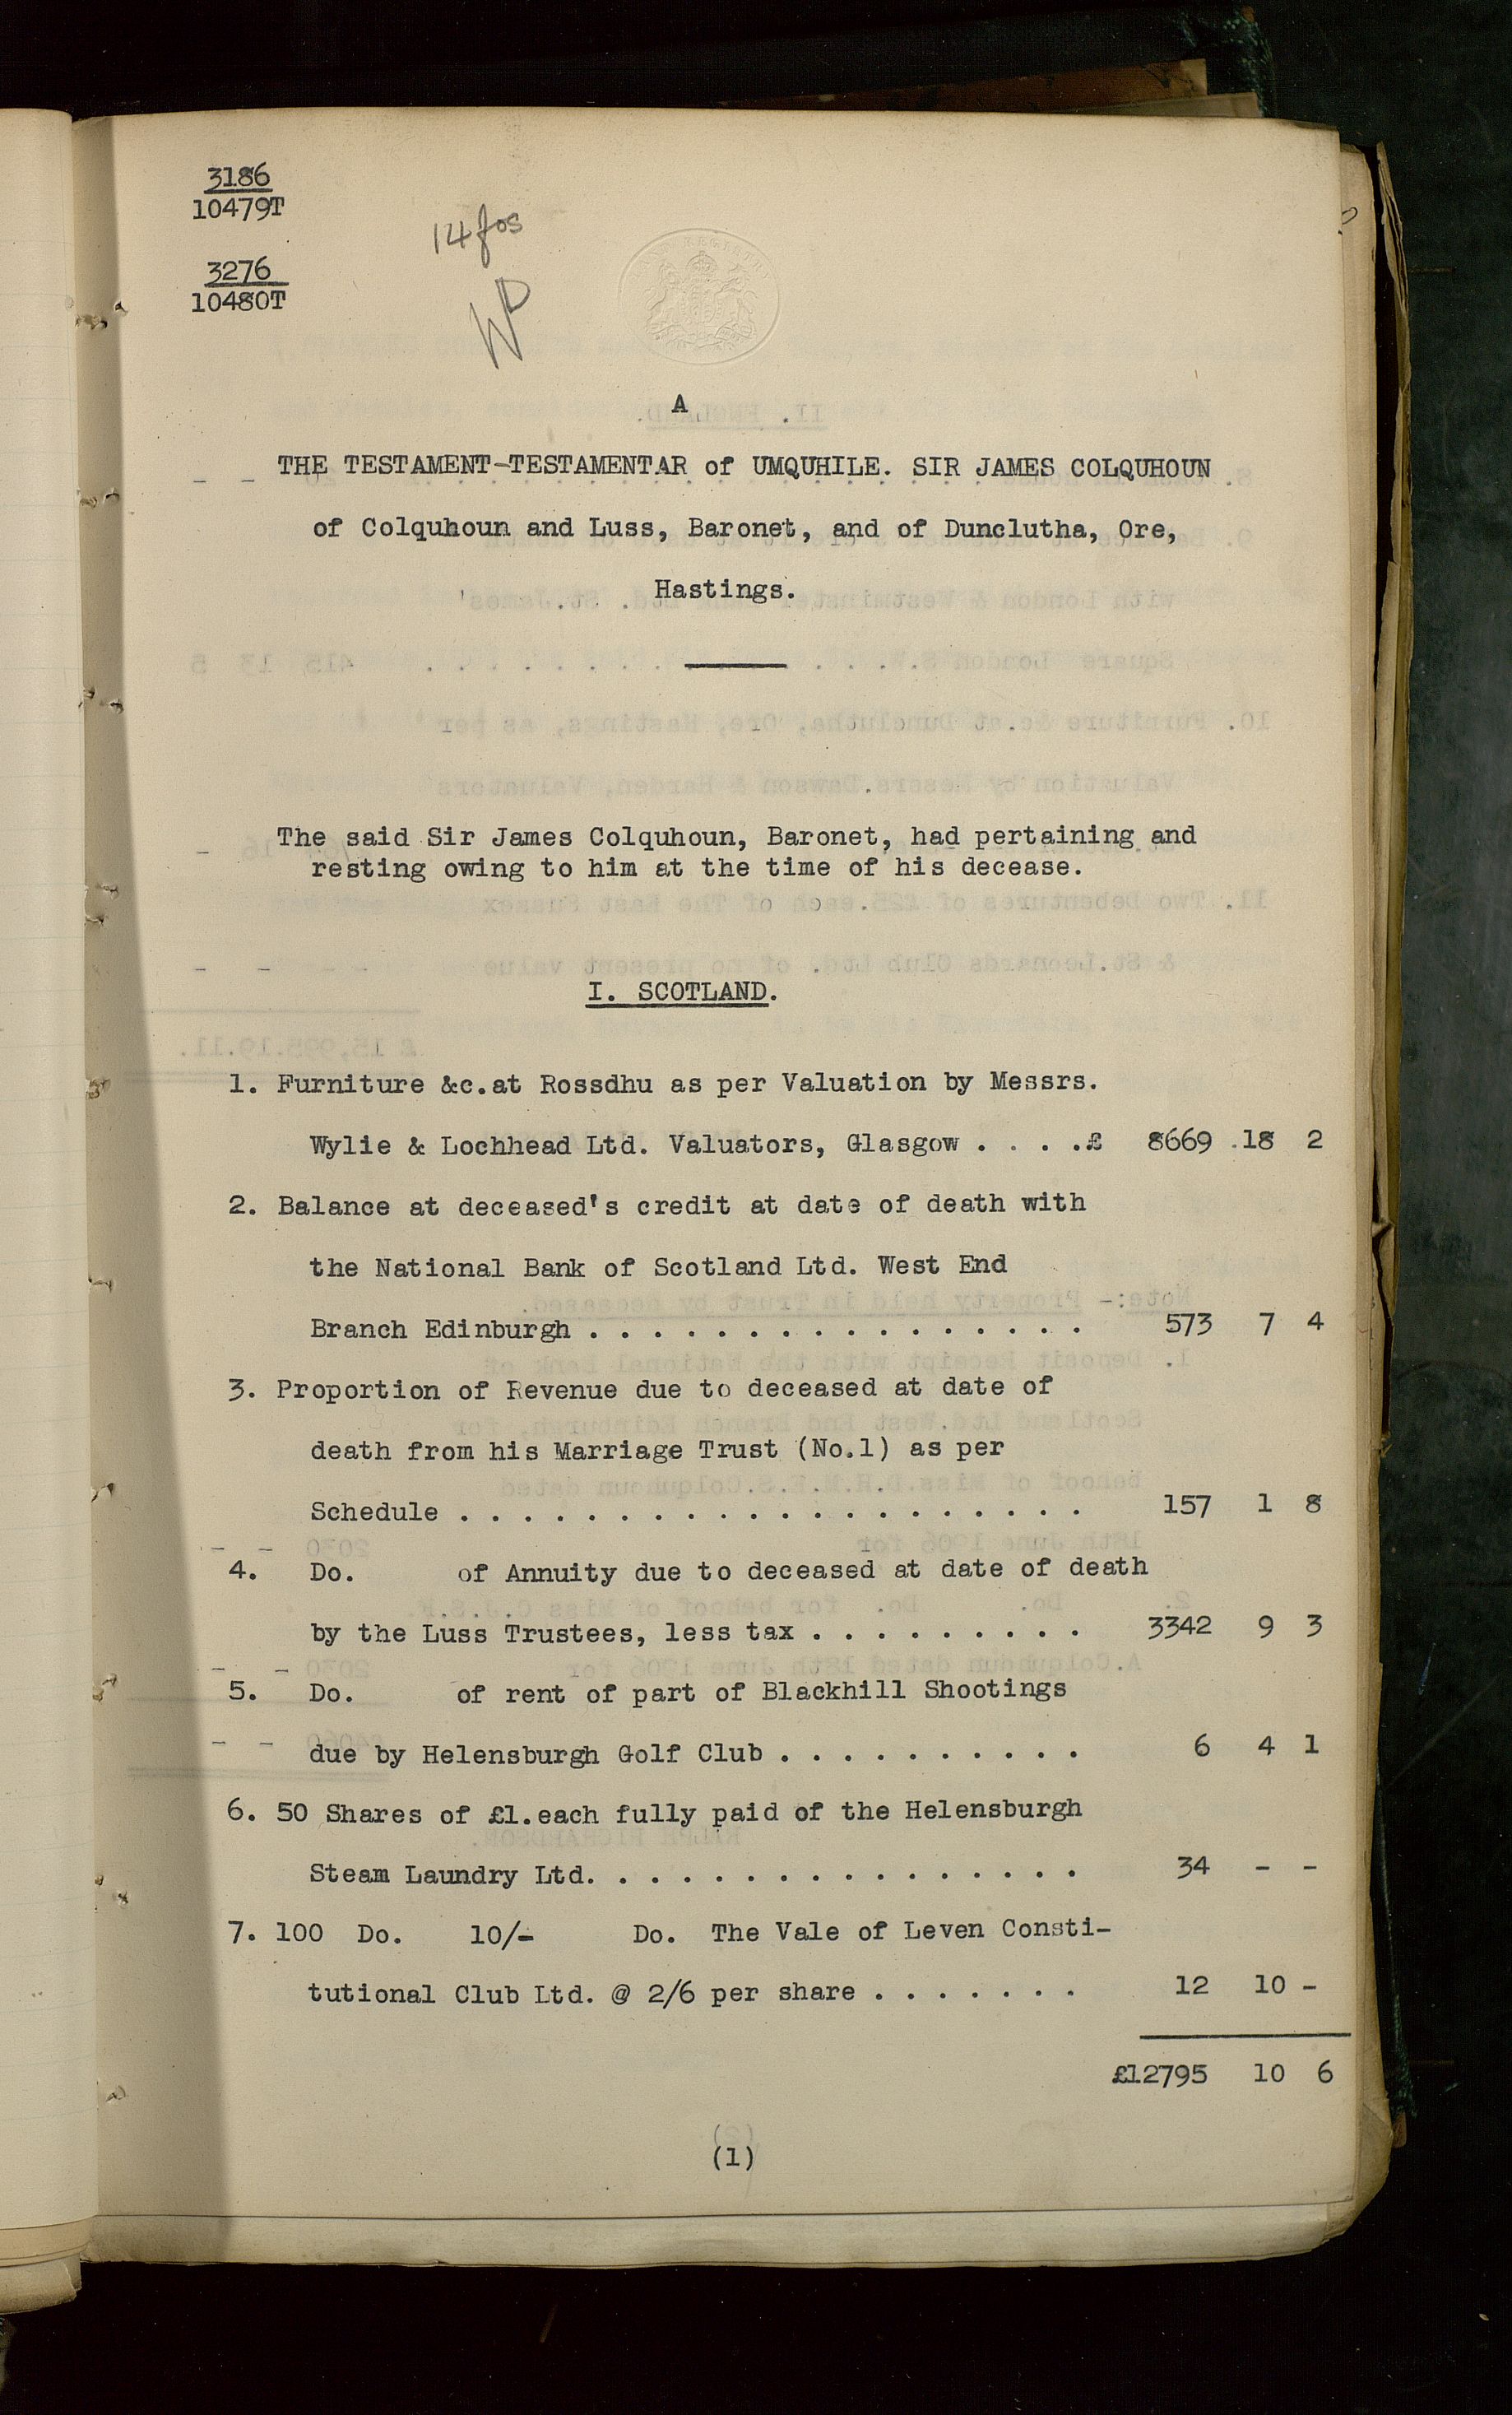 3186
10479T
3276
10480T
14 fos
WD
A
THE TESTAMENT-TESTAMENTAR of UMQUHILE. SIR JAMES COLQUHOUN
of Colquhoun and Luss, Baronet, and of Dunclutha, Ore,
Hastings.
The said Sir James Colquhoun, Baronet, had pertaining and
resting owing to him at the time of his decease.
I. SCOTLAND.
1. Furniture &c.at Rossdhu as per Valuation by Messrs.
Wylie & Lochhead Ltd. Valuators, Glasgow . . . .£ 8669 .18 2
2. Balance at deceased's credit at date of death with
the National Bank of Scotland Ltd. West End
Branch Edinburgh . . . . . . . . . . . . . . . . 573 7 4
3. Proportion of Revenue due to deceased at date of
death from his Marriage Trust (No.1) as per
Schedule . . . . . . . . . . . . . . . . . . . . 157 1 8
4. Do. of Annuity due to deceased at date of death
by the Luss Trustees, less tax . . . . . . . . . 3342 9 3
5. Do. of rent of part of Blackhill Shootings
due by Helensburgh Golf Club . . . . . . . . . . 6 4 1
6. 50 Shares of £1.each fully paid of the Helensburgh
Steam Laundry Ltd. . . . . . . . . . . . . . . . 34 - -
7. 100 Do. 10/- Do. The Vale of Leven Consti-
tutional Club Ltd. @ 2/6 per share . . . . . . . 12 10 -
£12795 10 6
(1)